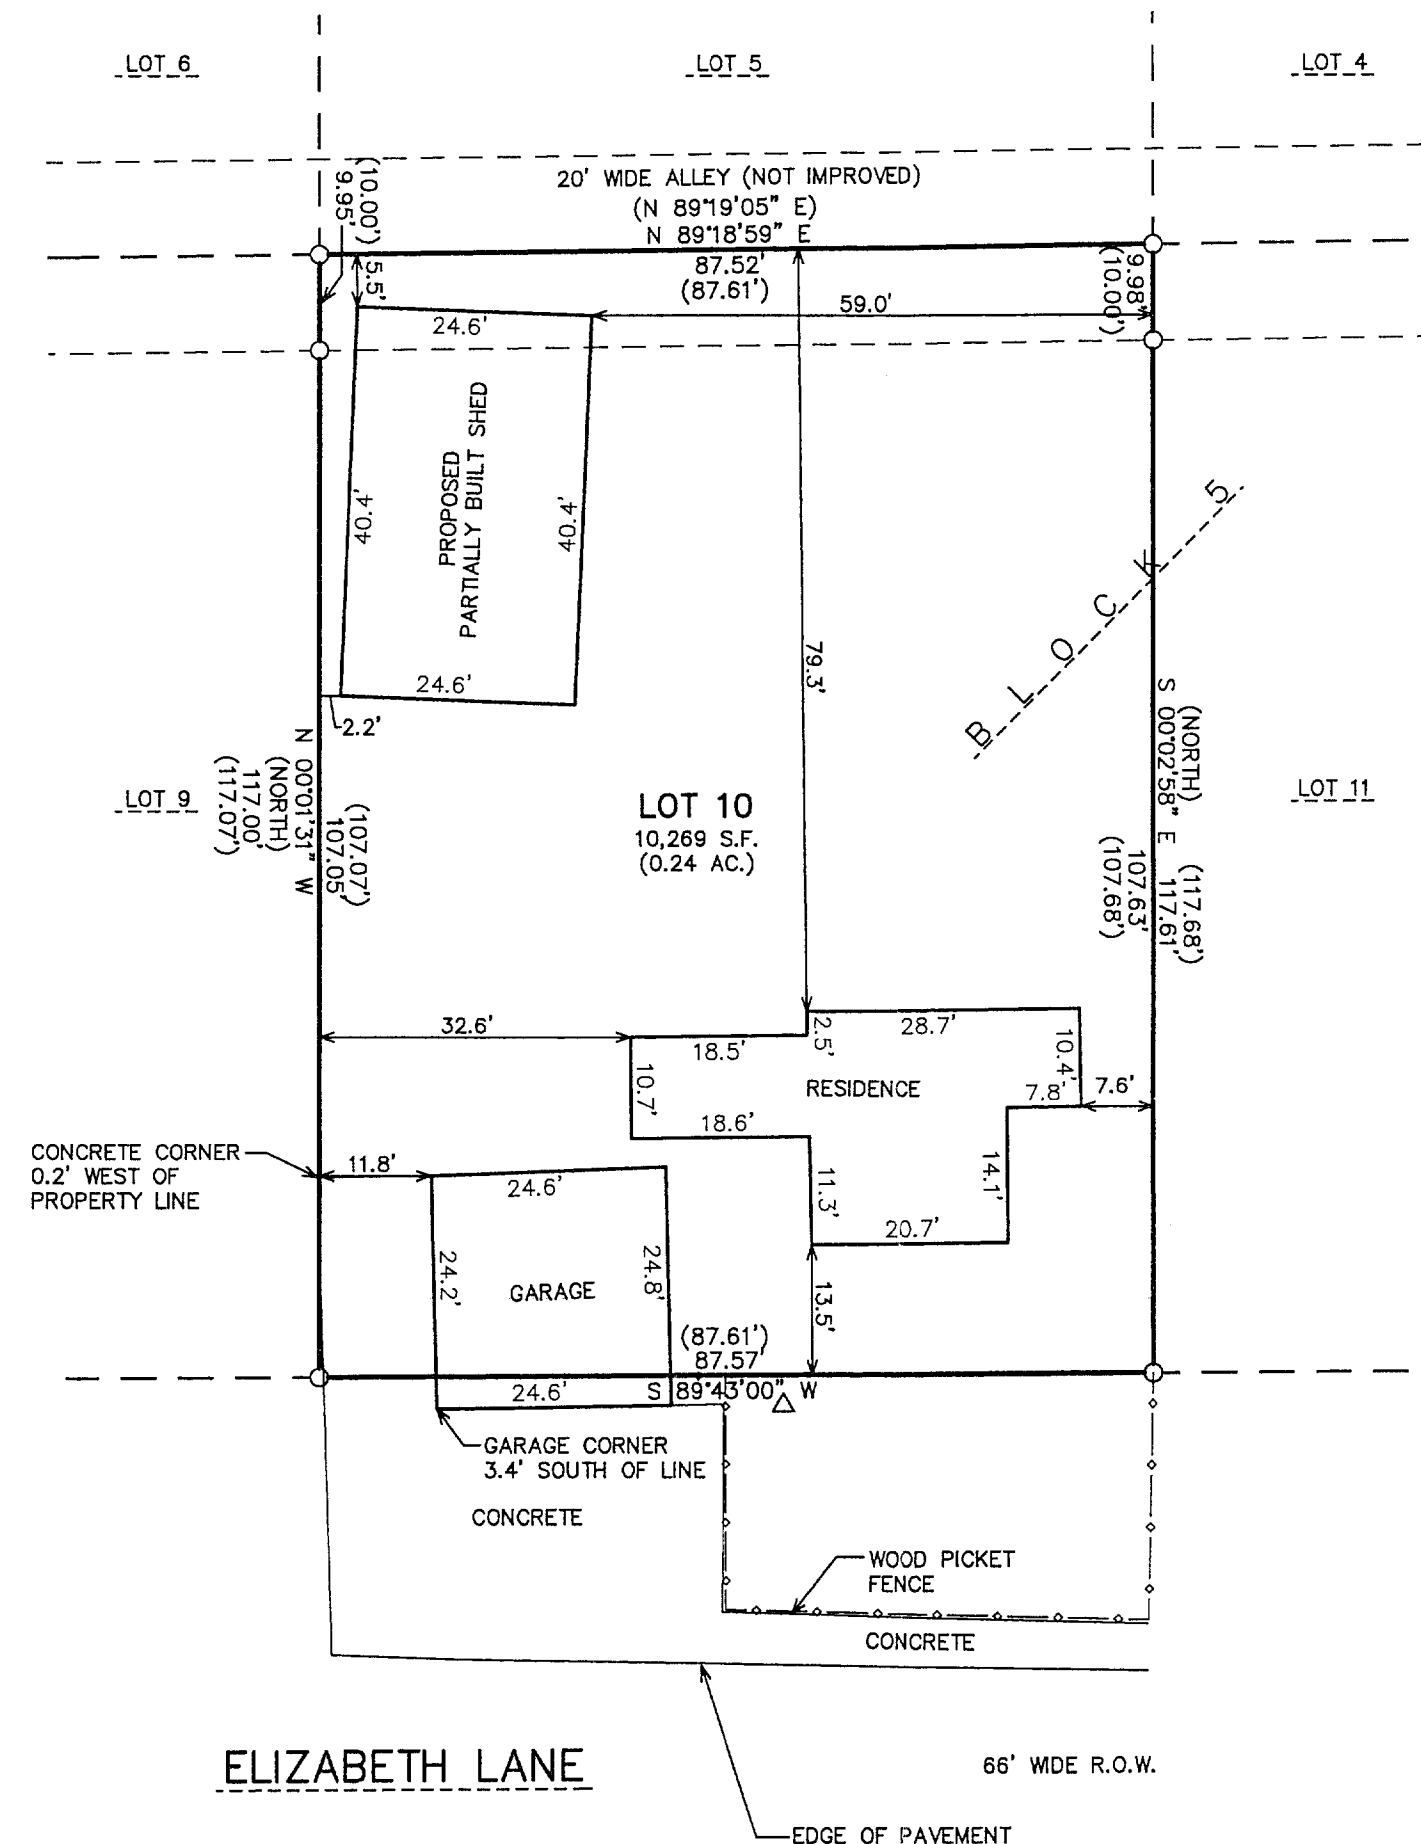 LOT 6
LOT 5
LOT 4
20' WIDE ALLEY (NOT IMPROVED)
(N 89°19'05" E)
N 89°18'59" E
87.52'
(87.61')
(10.00')
9.95'
5.5'
9.98'
(10.00')
59.0'
24.6'
PROPOSED
PARTIALLY BUILT SHED
40.4'
40.4'
24.6'
2.2'
79.3'
BLOCK 5
LOT 9
N 00°01'31" W
(NORTH)
117.00'
(117.07')
(107.07')
107.05'
LOT 10
10,269 S.F.
(0.24 AC.)
(NORTH) (117.68')
S 00°02'58" E 117.61'
107.63'
(107.68')
LOT 11
32.6'
18.5'
2.5'
28.7'
10.4'
10.7'
RESIDENCE
7.8'
7.6'
18.6'
11.3'
14.1'
20.7'
13.5'
CONCRETE CORNER
0.2' WEST OF
PROPERTY LINE
11.8'
24.6'
24.2'
24.8'
GARAGE
(87.61')
87.57'
S 89°43'00" W
24.6'
GARAGE CORNER
3.4' SOUTH OF LINE
CONCRETE
WOOD PICKET
FENCE
CONCRETE
ELIZABETH LANE
66' WIDE R.O.W.
EDGE OF PAVEMENT